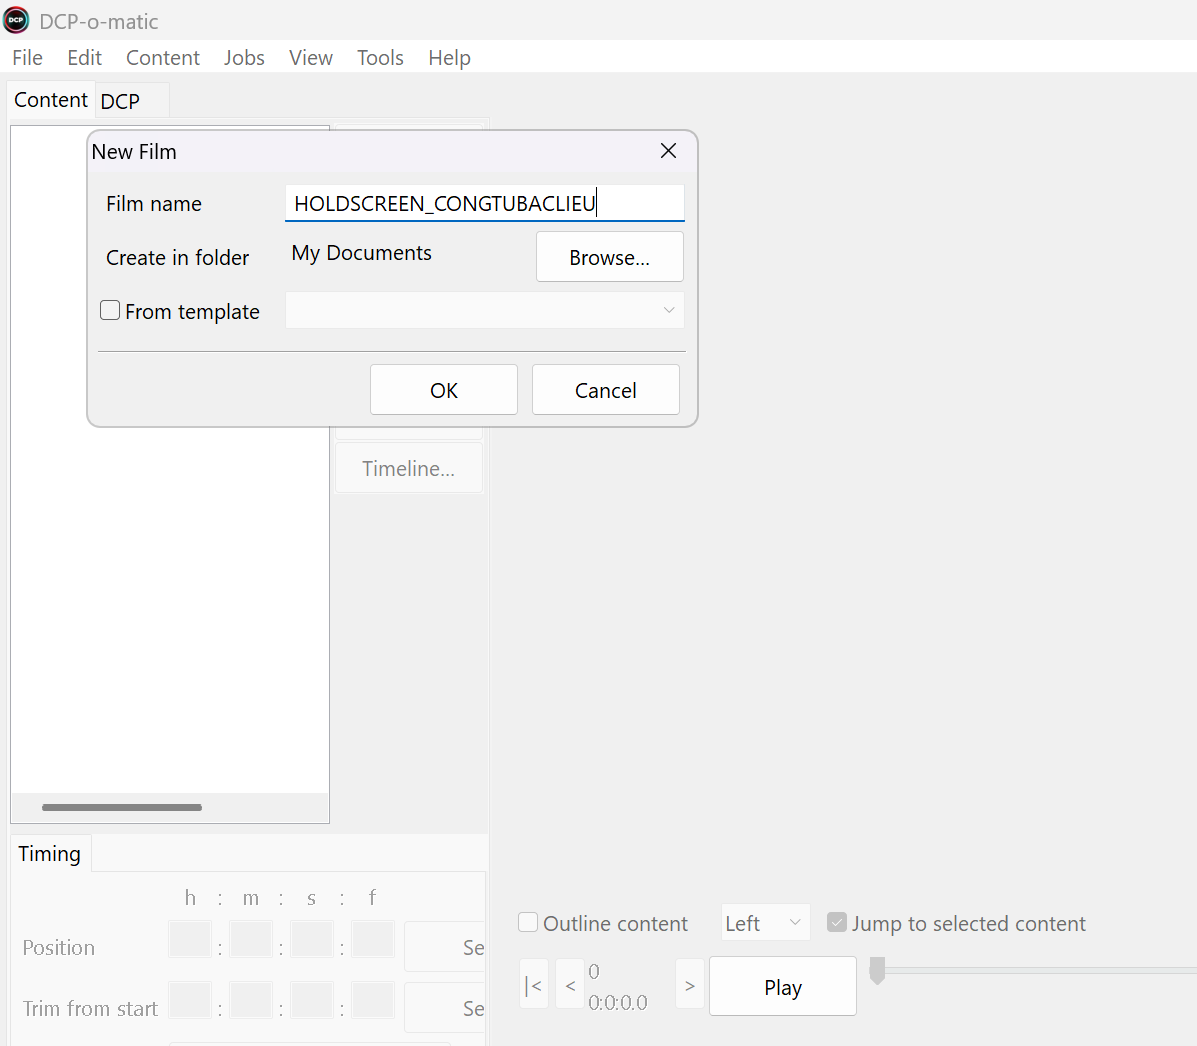 DCP DCP-o-matic
File Edit Content Jobs View Tools Help
Content DCP
New Film
Film name HOLDSCREEN_CONGTUBACLIEU
Create in folder My Documents Browse...
From template
OK Cancel
Timeline...
Timing
h : m : s : f
Position : : : Se
Trim from start : : : Se
Outline content Left Jump to selected content
|< < 0 > Play
0:0:0.0